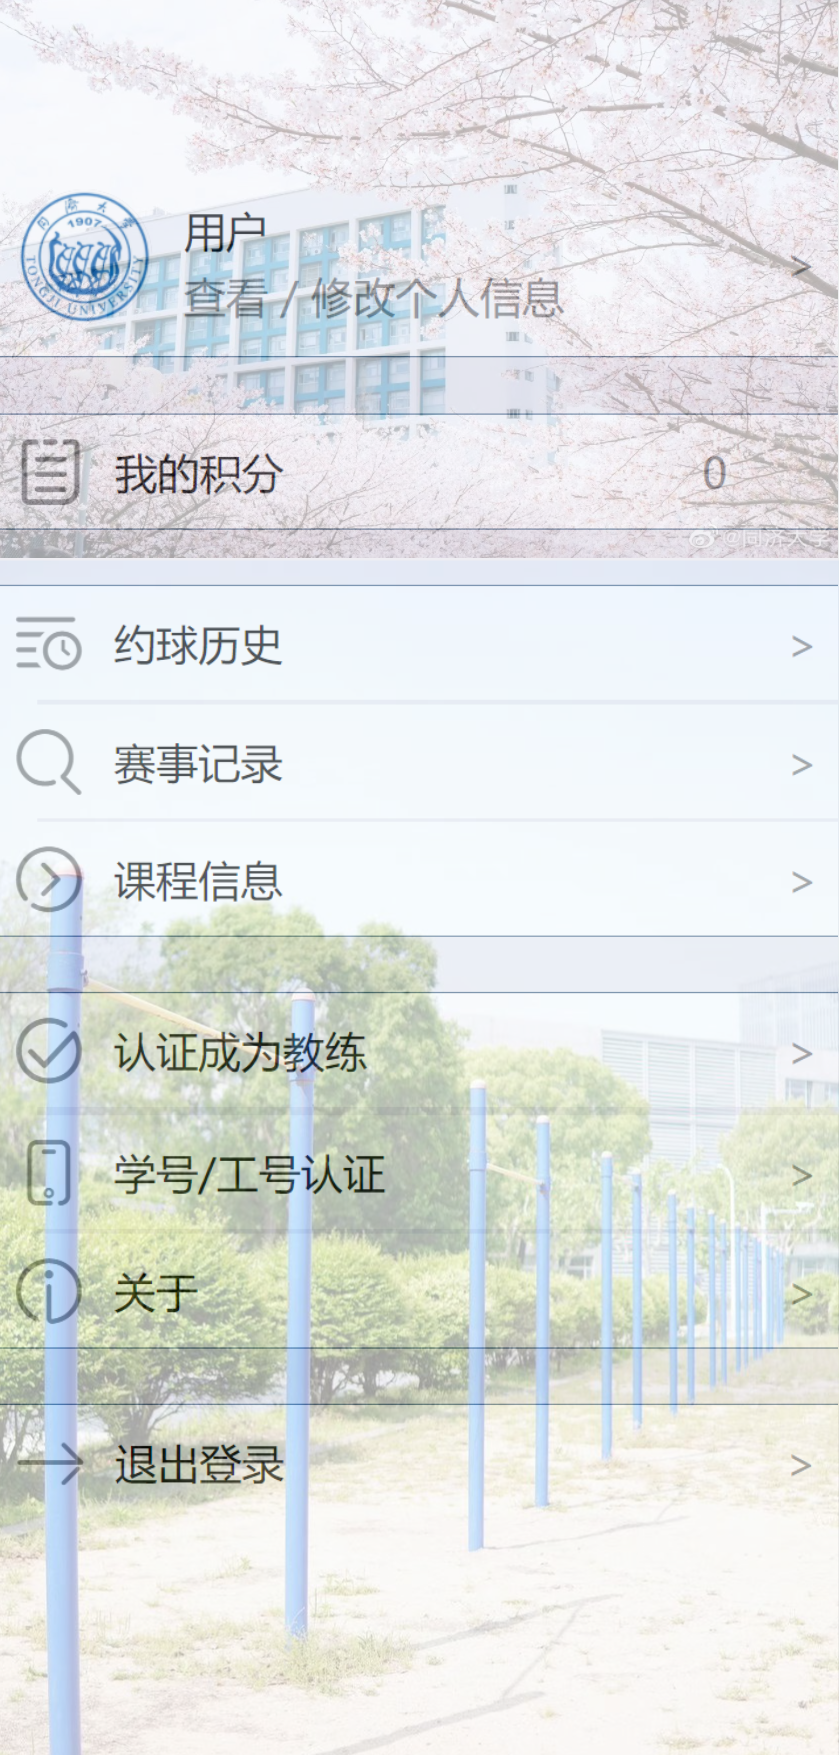 同济大学
1907
TONGJI UNIVERSITY
用户
查看 / 修改个人信息
>
我的积分 0
@同济大学
约球历史 >
赛事记录 >
课程信息 >
认证成为教练 >
学号/工号认证 >
关于 >
退出登录 >